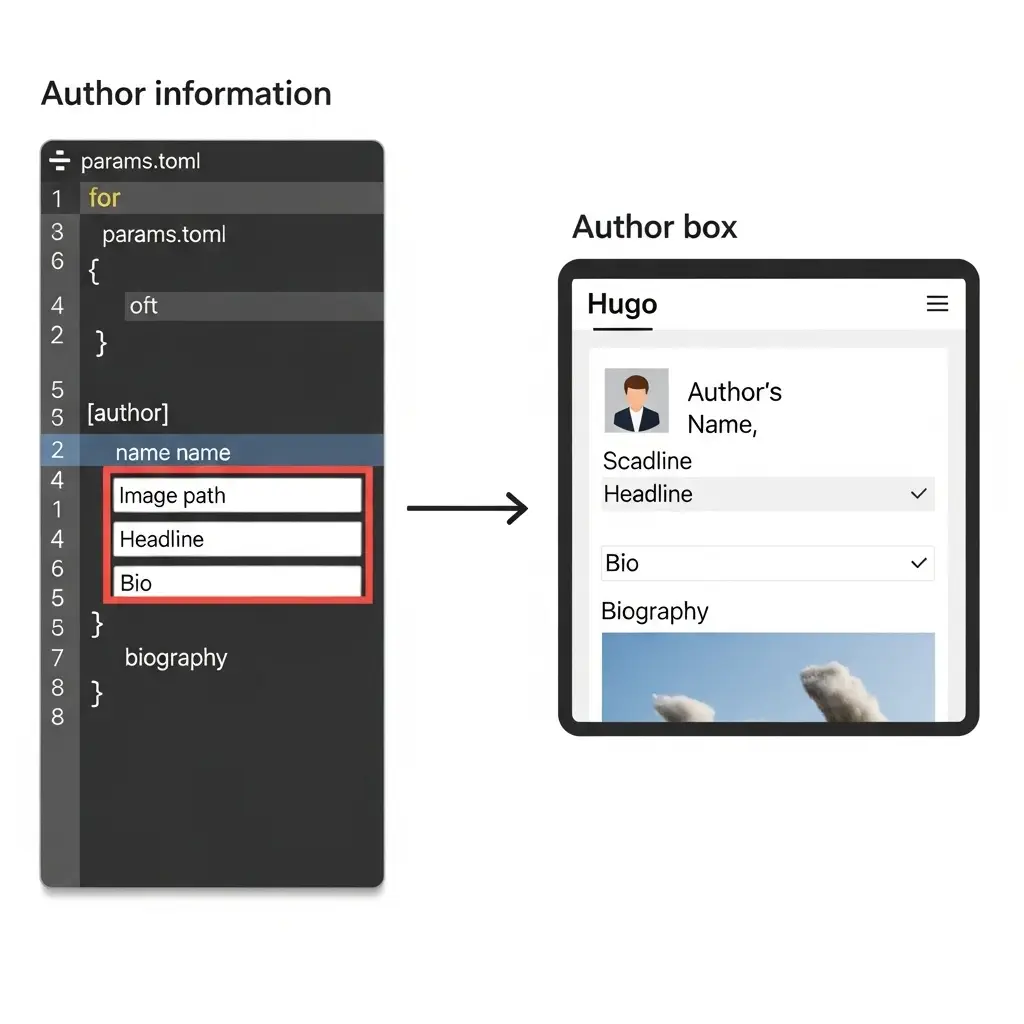 Author information
params.toml
1 for
3 params.toml
6 {
4 oft
2 }
5
3 [author]
2 name name
4 Image path
1
4 Headline
6 Bio
5
5 }
7 biography
8 }
8
Author box
Hugo
Author's
Name,
Scadline
Headline
Bio
Biography